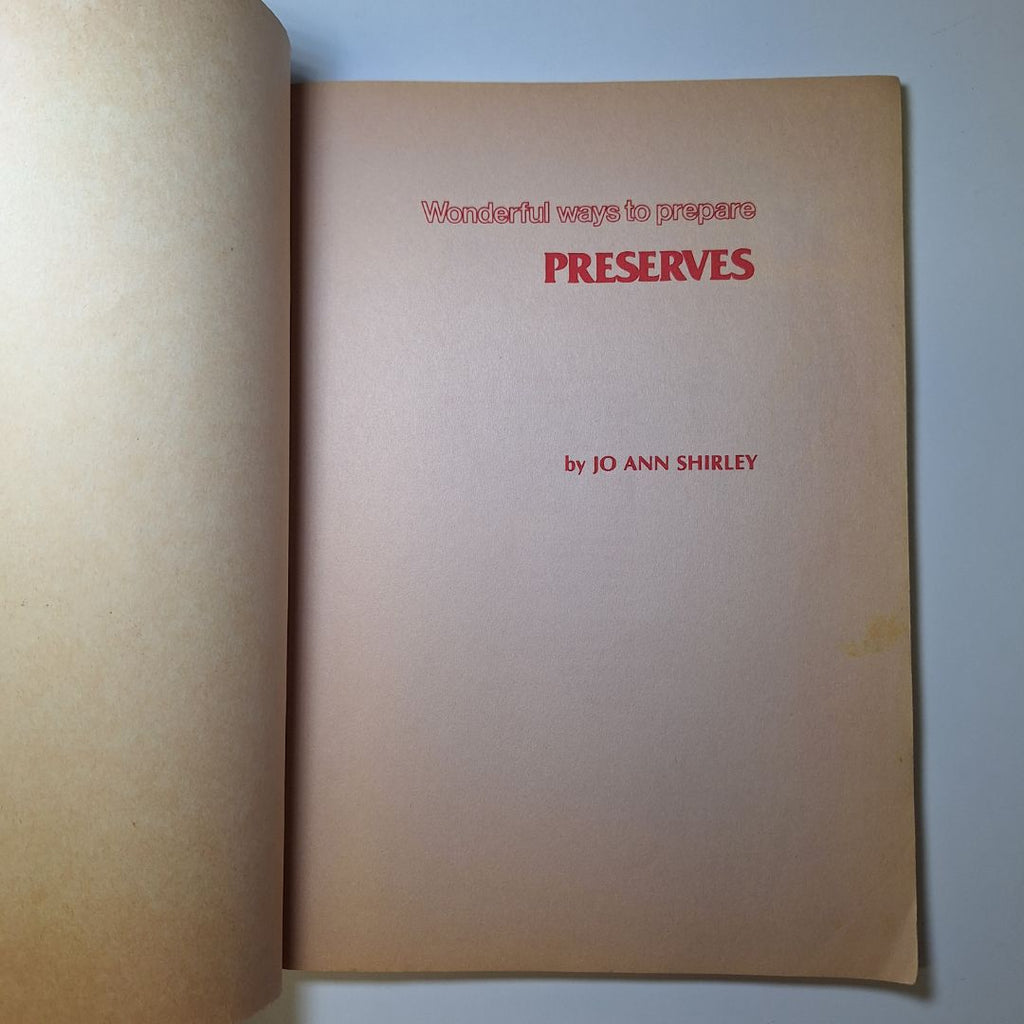 Wonderful ways to prepare
PRESERVES
by JO ANN SHIRLEY